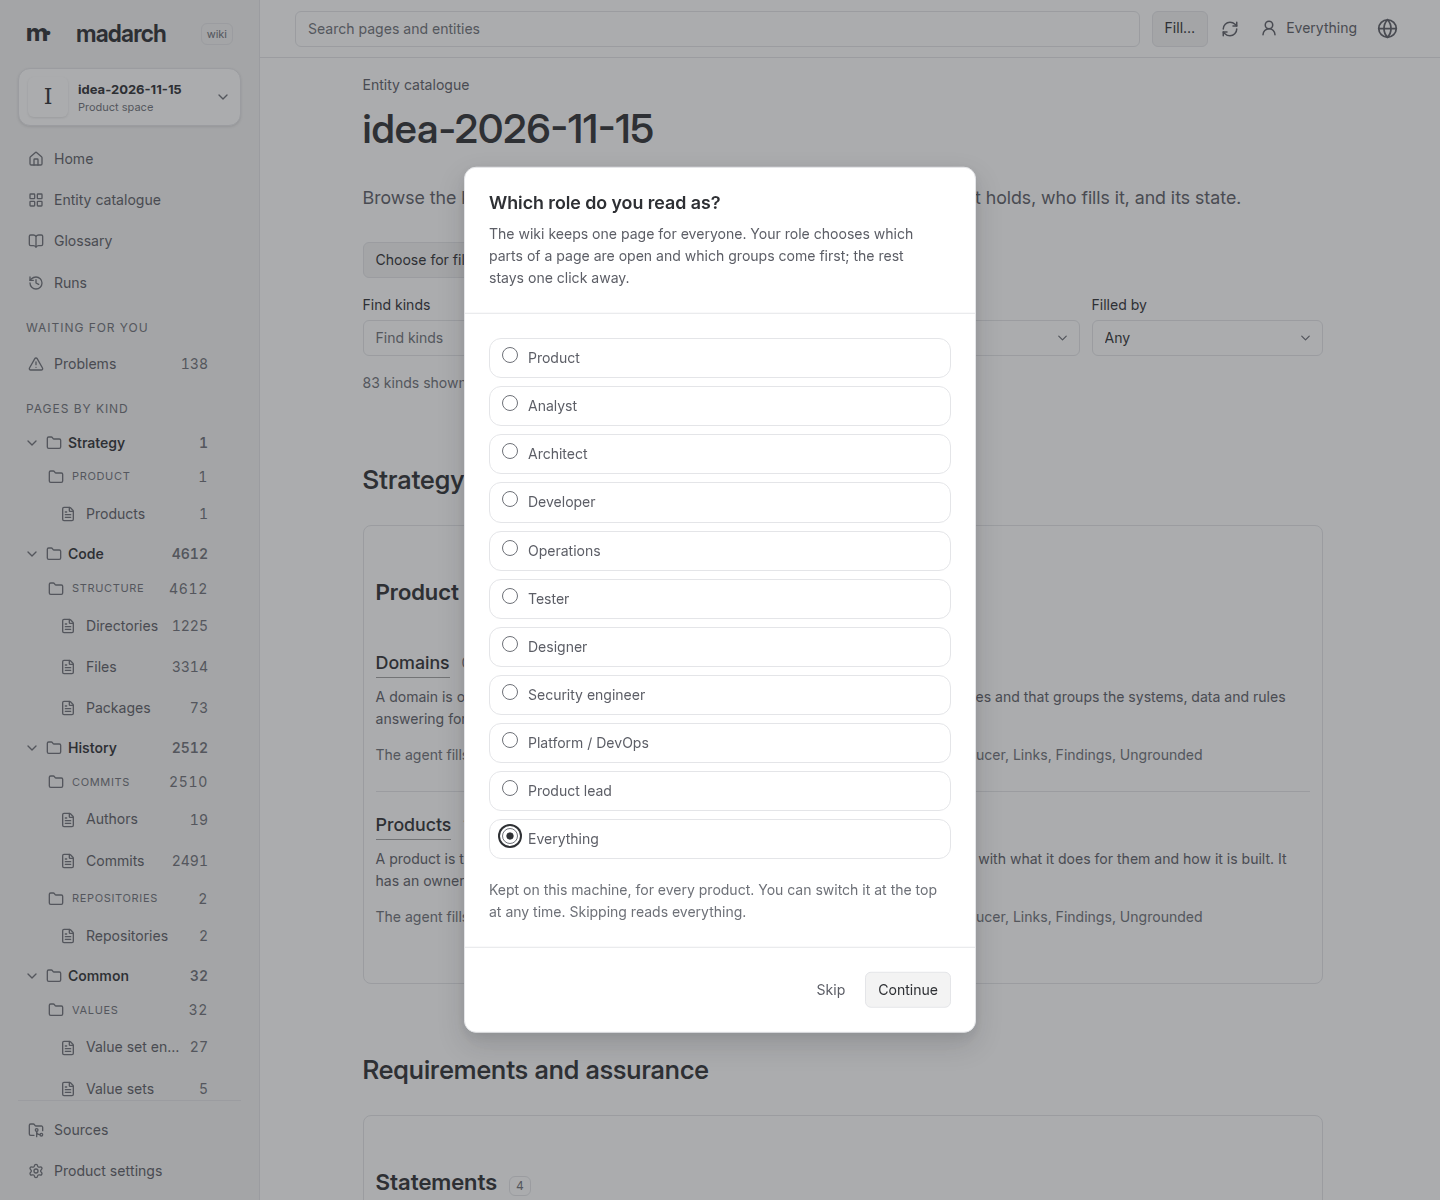 madarch
wiki
I
idea-2026-11-15
Product space
Home
Entity catalogue
Glossary
Runs
WAITING FOR YOU
Problems 138
PAGES BY KIND
Strategy 1
PRODUCT 1
Products 1
Code 4612
STRUCTURE 4612
Directories 1225
Files 3314
Packages 73
History 2512
COMMITS 2510
Authors 19
Commits 2491
REPOSITORIES 2
Repositories 2
Common 32
VALUES 32
Value set en... 27
Value sets 5
Sources
Product settings
Search pages and entities
Fill...
Everything
Entity catalogue
idea-2026-11-15
Browse the
t holds, who fills it, and its state.
Choose for fil
Find kinds
Find kinds
Filled by
Any
83 kinds shown
Strategy
Product
Domains
A domain is o
es and that groups the systems, data and rules
answering for
The agent fills
ucer, Links, Findings, Ungrounded
Products
A product is t
with what it does for them and how it is built. It
has an owner
The agent fills
ucer, Links, Findings, Ungrounded
Requirements and assurance
Statements 4
Which role do you read as?
The wiki keeps one page for everyone. Your role chooses which
parts of a page are open and which groups come first; the rest
stays one click away.
Product
Analyst
Architect
Developer
Operations
Tester
Designer
Security engineer
Platform / DevOps
Product lead
Everything
Kept on this machine, for every product. You can switch it at the top
at any time. Skipping reads everything.
Skip
Continue